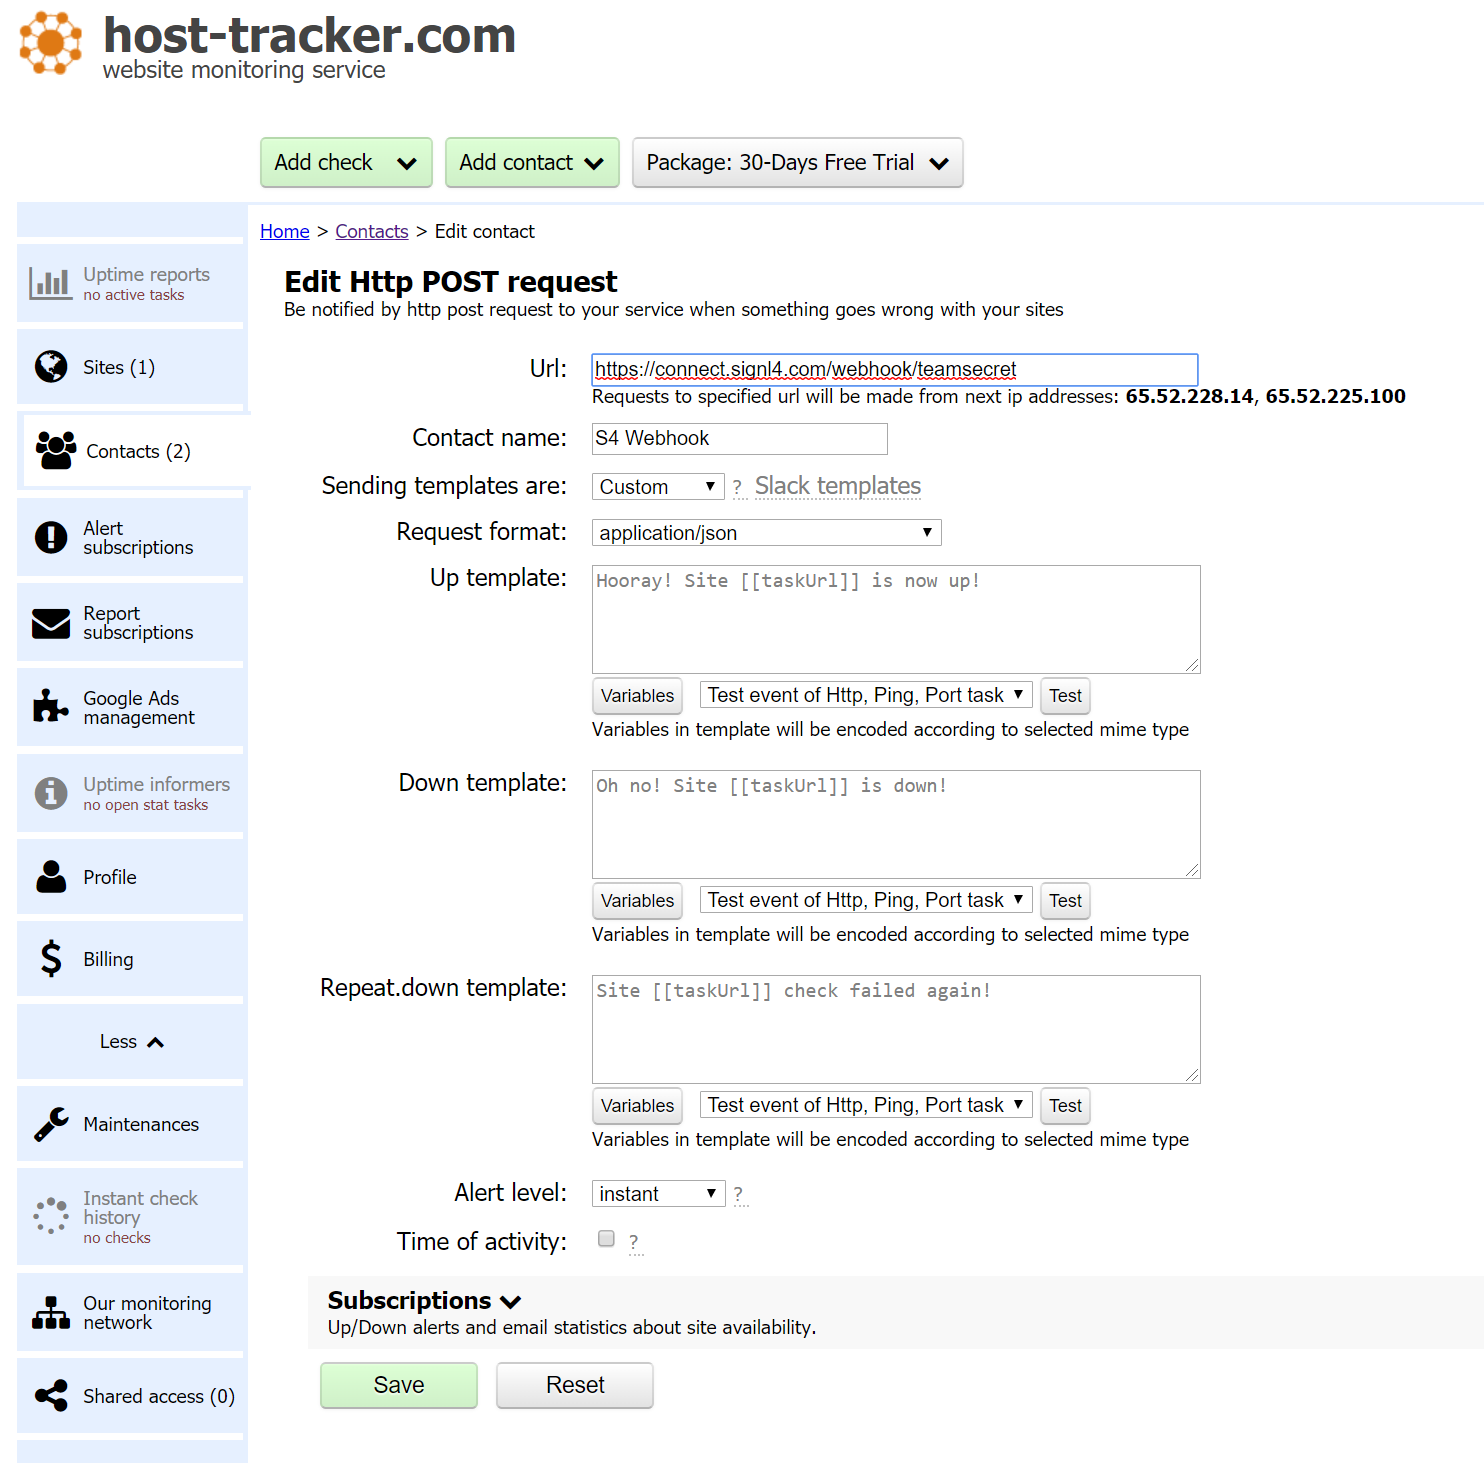 host-tracker.com
website monitoring service
Add check
Add contact
Package: 30-Days Free Trial
Home > Contacts > Edit contact
Uptime reports
no active tasks
Sites (1)
Contacts (2)
Alert
subscriptions
Report
subscriptions
Google Ads
management
Uptime informers
no open stat tasks
Profile
Billing
Less
Maintenances
Instant check
history
no checks
Our monitoring
network
Shared access (0)
Edit Http POST request
Be notified by http post request to your service when something goes wrong with your sites
Url: https://connect.signl4.com/webhook/teamsecret
Requests to specified url will be made from next ip addresses: 65.52.228.14, 65.52.225.100
Contact name: S4 Webhook
Sending templates are: Custom ? Slack templates
Request format: application/json
Up template: Hooray! Site [[taskUrl]] is now up!
Variables Test event of Http, Ping, Port task Test
Variables in template will be encoded according to selected mime type
Down template: Oh no! Site [[taskUrl]] is down!
Variables Test event of Http, Ping, Port task Test
Variables in template will be encoded according to selected mime type
Repeat.down template: Site [[taskUrl]] check failed again!
Variables Test event of Http, Ping, Port task Test
Variables in template will be encoded according to selected mime type
Alert level: instant ?
Time of activity: ?
Subscriptions
Up/Down alerts and email statistics about site availability.
Save Reset